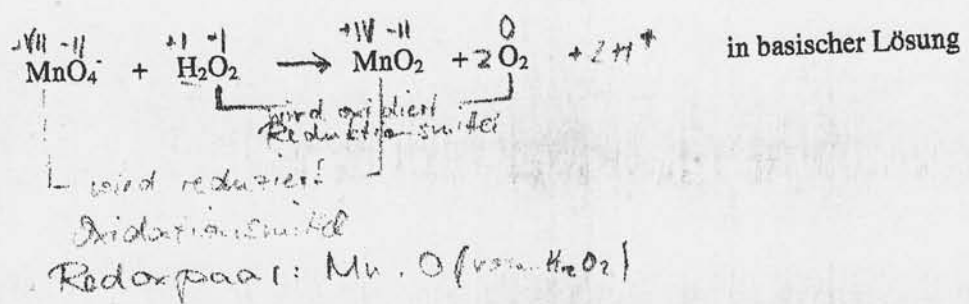 +VII -II +I -I +IV -II 0
MnO4- + H2O2 → MnO2 + 2 O2 + 2 H+ in basischer Lösung
wird oxidiert
Reduktionsmittel
wird reduziert
Oxidationsmittel
Redoxpaar: Mn. O (vom H2O2)